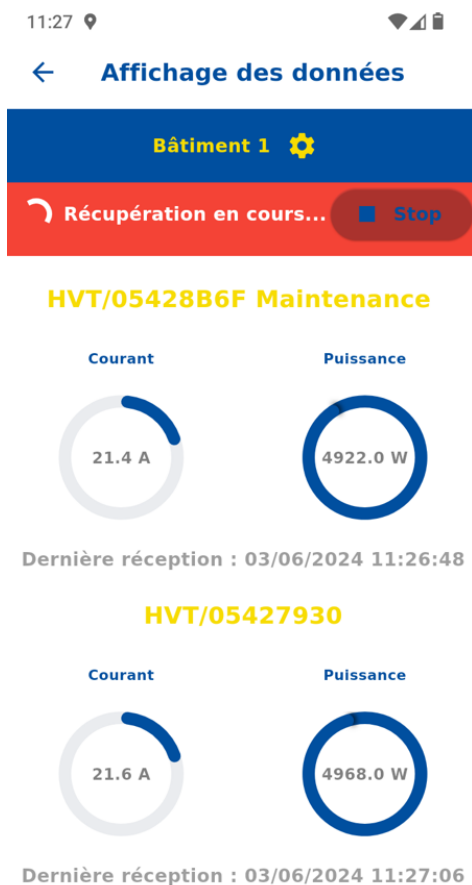 11:27
Affichage des données
Bâtiment 1
Récupération en cours... Stop
HVT/05428B6F Maintenance
Courant Puissance
21.4 A 4922.0 W
Dernière réception : 03/06/2024 11:26:48
HVT/05427930
Courant Puissance
21.6 A 4968.0 W
Dernière réception : 03/06/2024 11:27:06